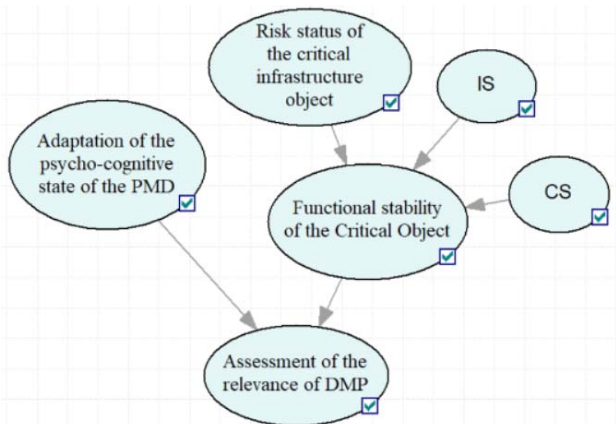 Risk status of
the critical
infrastructure
object
IS
Adaptation of the
psycho-cognitive
state of the PMD
CS
Functional stability
of the Critical Object
Assessment of the
relevance of DMP